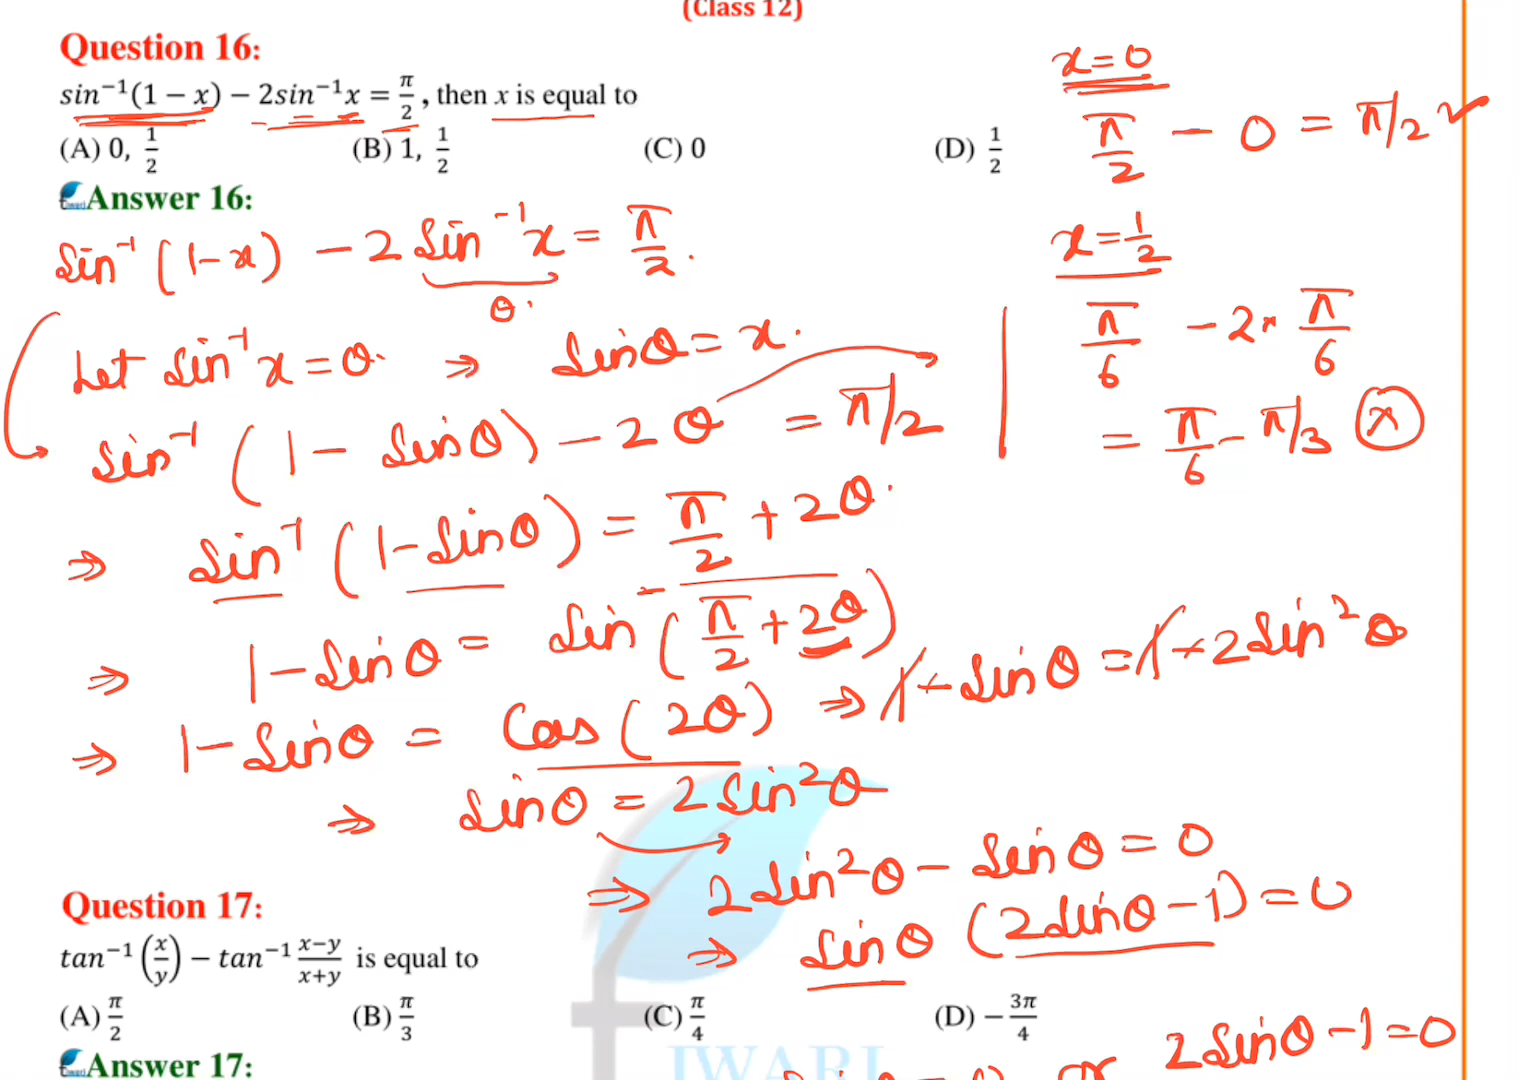 (Class 12)
Question 16:
sin⁻¹(1 − x) − 2sin⁻¹x = π/2, then x is equal to
(A) 0, 1/2 (B) 1, 1/2 (C) 0 (D) 1/2
Answer 16:
sin⁻¹(1-x) - 2 sin⁻¹x = π/2.
θ.
Let sin⁻¹x = θ. ⇒ sinθ = x.
sin⁻¹(1 - sinθ) - 2θ = π/2
⇒ sin⁻¹(1 - sinθ) = π/2 + 2θ.
⇒ 1 - sinθ = sin(π/2 + 2θ)
⇒ 1 - sinθ = cos(2θ) ⇒ 1 - sinθ = 1 - 2sin²θ
⇒ sinθ = 2sin²θ
⇒ 2sin²θ - sinθ = 0
⇒ sinθ (2sinθ - 1) = 0
2sinθ - 1 = 0
or
x = 0
π/2 - 0 = π/2 ✓
x = 1/2
π/6 - 2× π/6
= π/6 - π/3 ⓧ
Question 17:
tan⁻¹(x/y) − tan⁻¹ x−y/x+y is equal to
(A) π/2 (B) π/3 (C) π/4 (D) − 3π/4
Answer 17:
IWARI